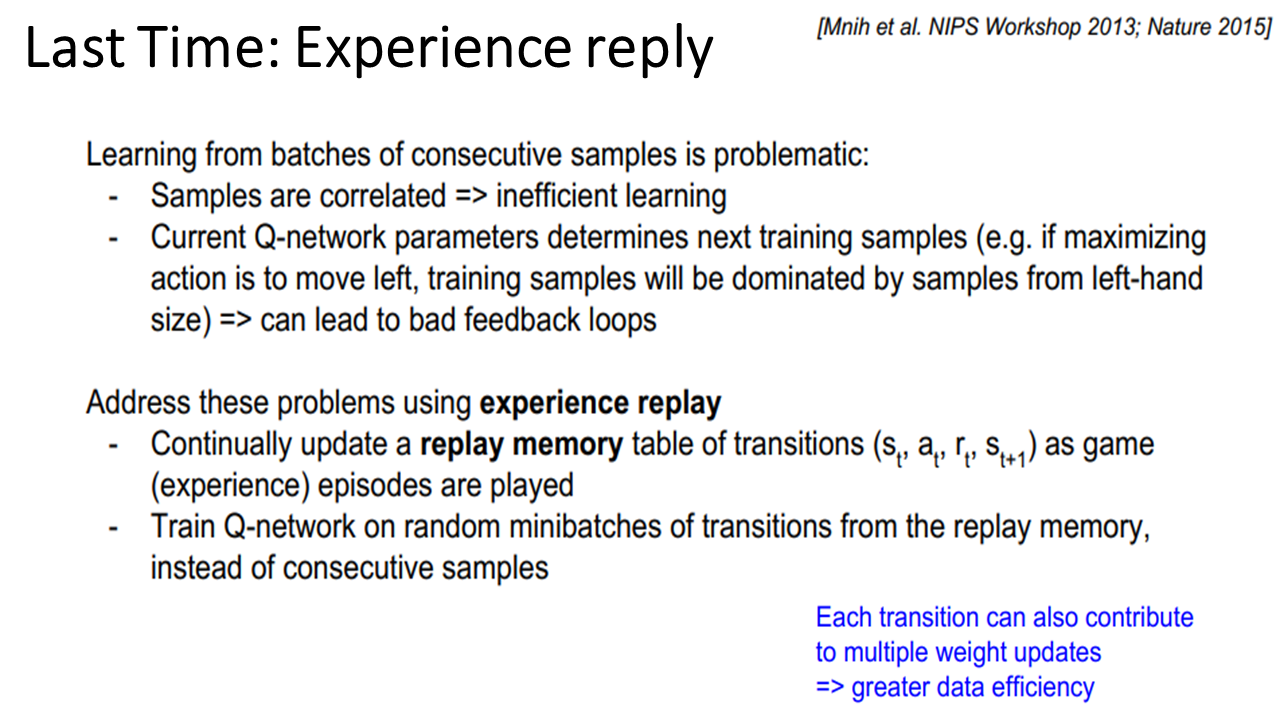 Last Time: Experience reply
[Mnih et al. NIPS Workshop 2013; Nature 2015]
Learning from batches of consecutive samples is problematic:
- Samples are correlated => inefficient learning
- Current Q-network parameters determines next training samples (e.g. if maximizing
action is to move left, training samples will be dominated by samples from left-hand
size) => can lead to bad feedback loops
Address these problems using experience replay
- Continually update a replay memory table of transitions (s_t, a_t, r_t, s_{t+1}) as game
(experience) episodes are played
- Train Q-network on random minibatches of transitions from the replay memory,
instead of consecutive samples
Each transition can also contribute
to multiple weight updates
=> greater data efficiency